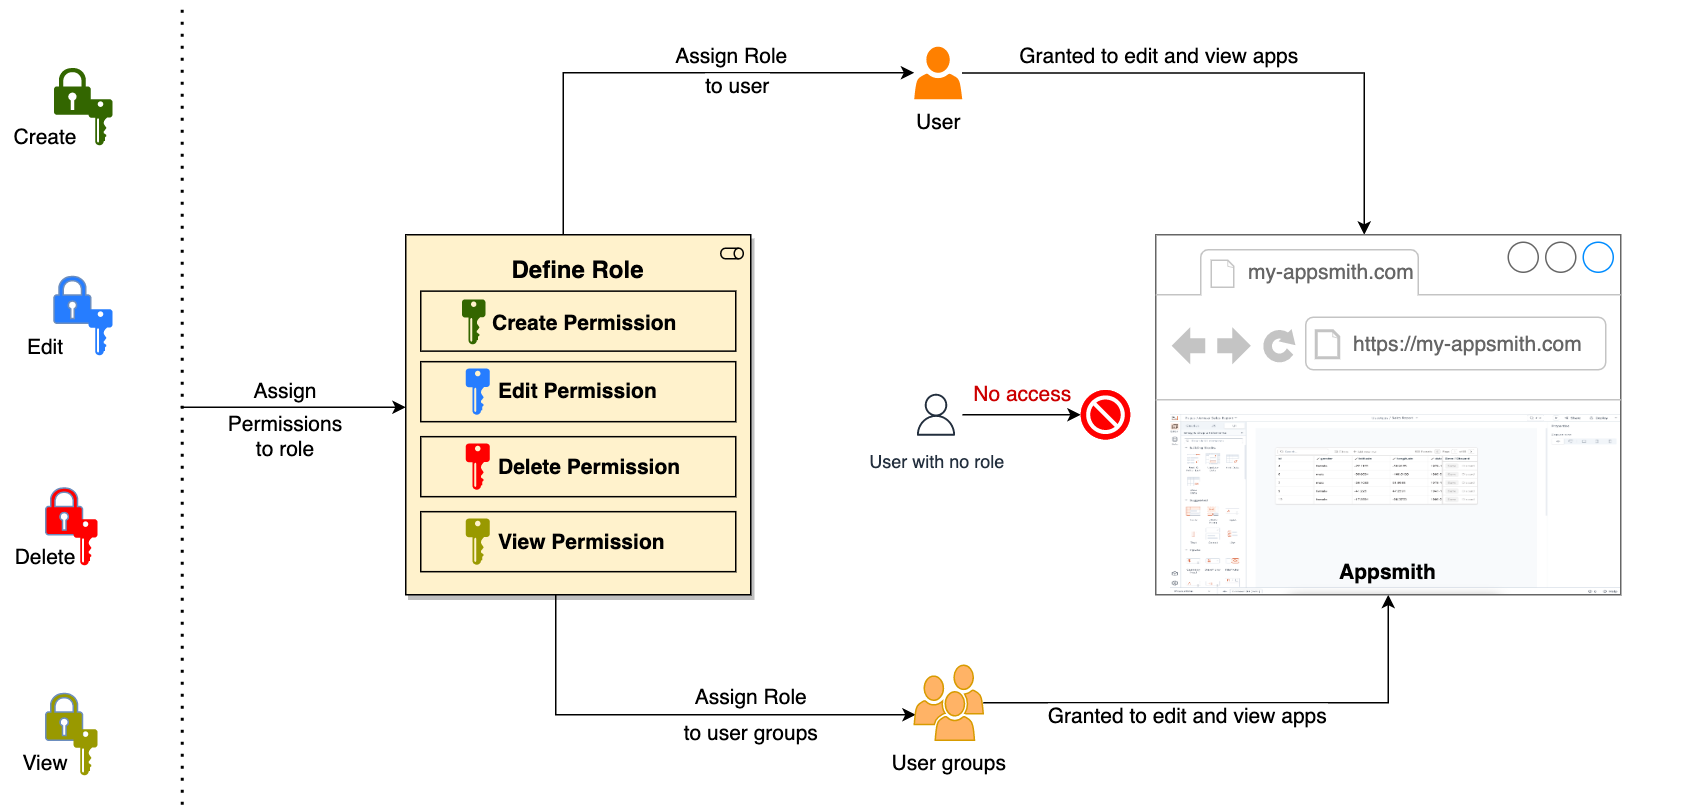 Create
Edit
Delete
View
Assign
Permissions
to role
Define Role
Create Permission
Edit Permission
Delete Permission
View Permission
Assign Role
to user
User
Granted to edit and view apps
No access
User with no role
Assign Role
to user groups
User groups
Granted to edit and view apps
my-appsmith.com
https://my-appsmith.com
Appsmith